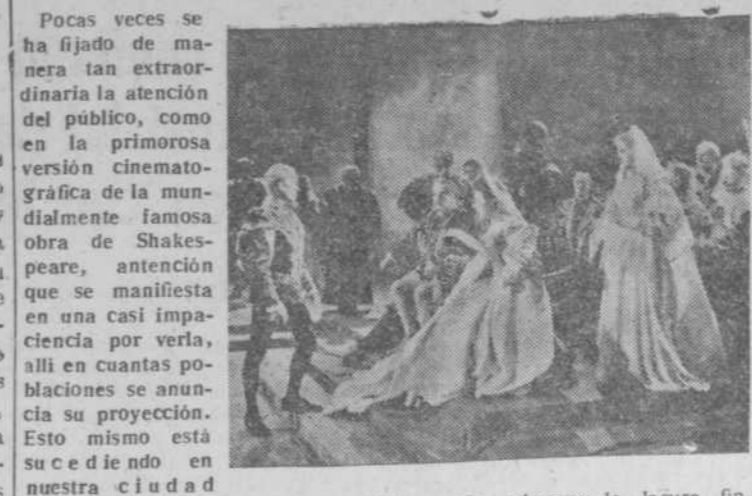 Pocas veces se
ha fijado de ma-
nera tan extraor-
dinaria la atención
del público, como
en la primorosa
versión cinemato-
gráfica de la mun-
dialmente famosa
obra de Shakes-
peare, antención
que se manifiesta
en una casi impa-
ciencia por verla,
alli en cuantas po-
blaciones se anun-
cia su proyección.
Esto mismo está
sucediendo en
nuestra ciudad